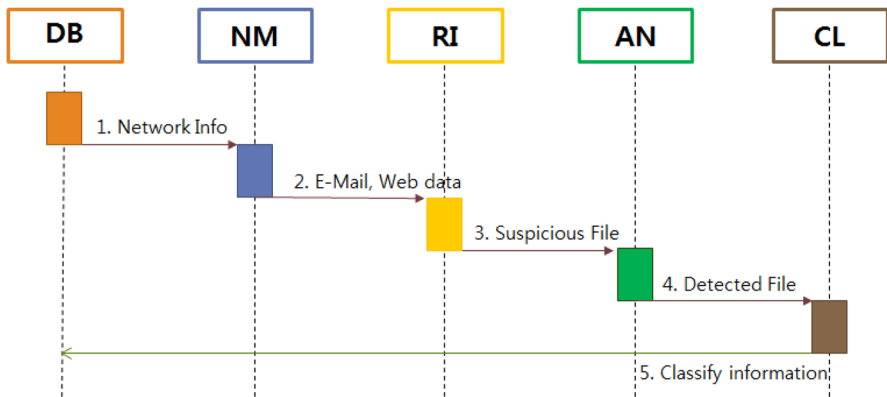 DB
NM
RI
AN
CL
1. Network Info
2. E-Mail, Web data
3. Suspicious File
4. Detected File
5. Classify information